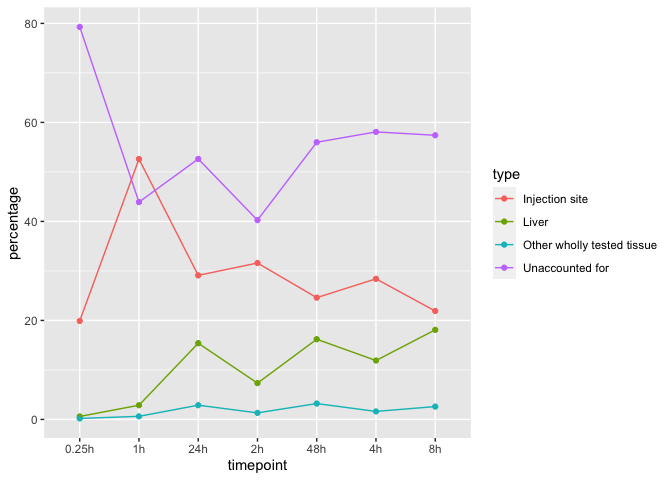 80
60
40
20
0
percentage
0.25h 1h 24h 2h 48h 4h 8h
timepoint
type
Injection site
Liver
Other wholly tested tissue
Unaccounted for